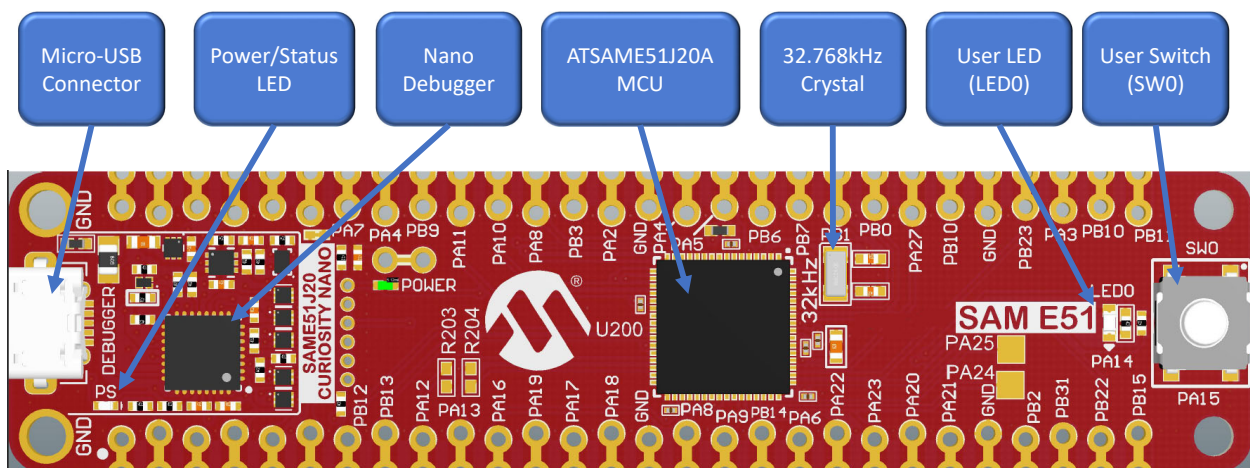 Micro-USB
Connector
Power/Status
LED
Nano
Debugger
ATSAME51J20A
MCU
32.768kHz
Crystal
User LED
(LED0)
User Switch
(SW0)
GND
PA7
PA4
PB9
PA11
PA10
PA8
PB3
PA2
GND
PA4
PA5
PB6
PB7
PB1
PB0
PA27
PB10
GND
PB23
PA3
PB10
PB11
SW0
DEBUGGER
PS
GND
SAME51J20
CURIOSITY NANO
POWER
R203
R204
®
U200
32kHz
SAM E51
LED0
PA14
PA25
PA24
PA15
PB12
PB13
PA12
PA13
PA16
PA19
PA17
PA18
GND
PA8
PA9
PB14
PA6
PA22
PA23
PA20
PA21
GND
PB2
PB31
PB22
PB15